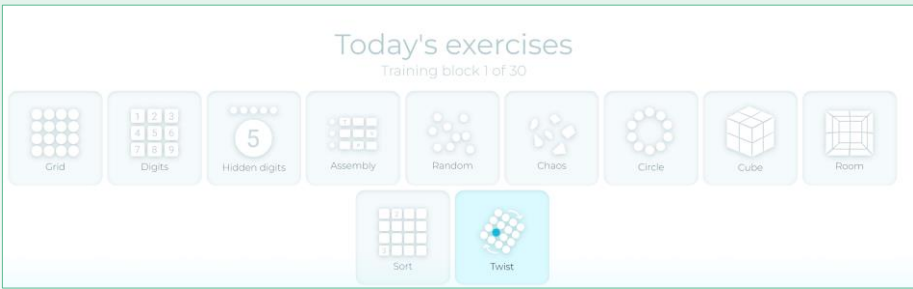 Today's exercises
Training block 1 of 30
1 2 3
4 5 6
7 8 9
5
Grid
Digits
Hidden digits
Assembly
Random
Chaos
Circle
Cube
Room
Sort
Twist